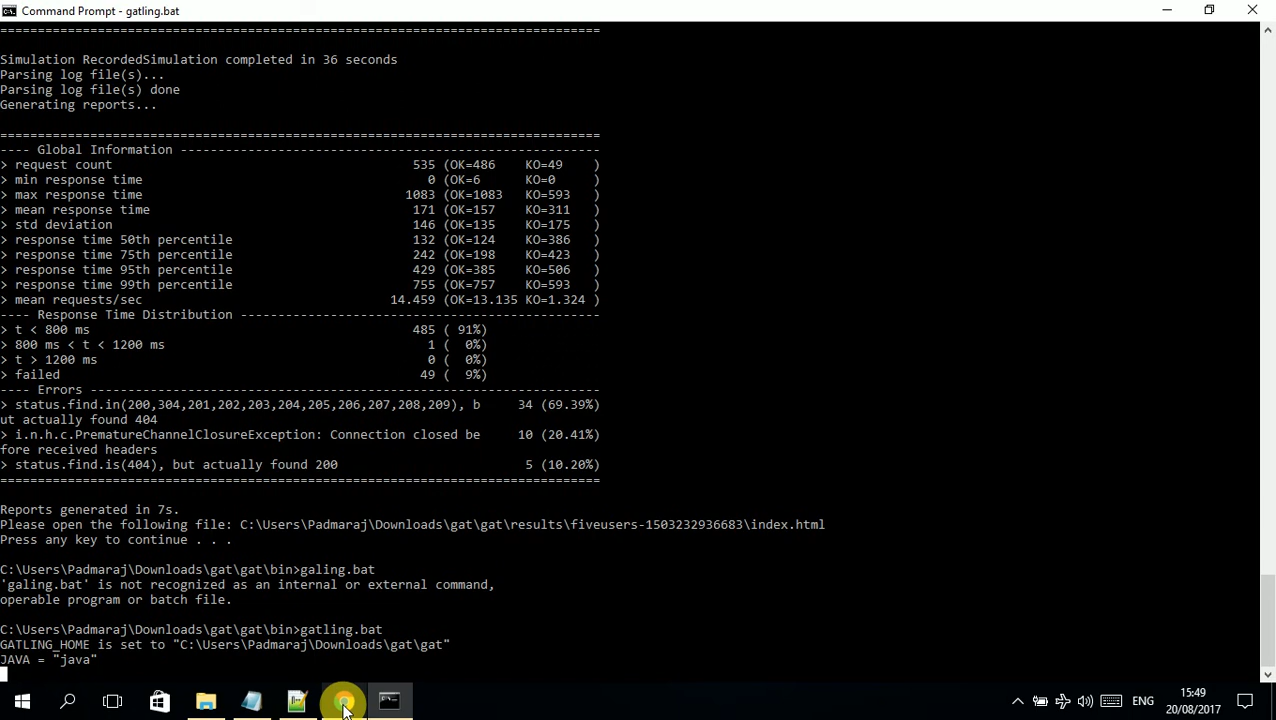 Command Prompt - gatling.bat
================================================================================
Simulation RecordedSimulation completed in 36 seconds
Parsing log file(s)...
Parsing log file(s) done
Generating reports...
================================================================================
---- Global Information --------------------------------------------------------
> request count                                        535 (OK=486    KO=49    )
> min response time                                      0 (OK=6      KO=0     )
> max response time                                   1083 (OK=1083   KO=593   )
> mean response time                                   171 (OK=157    KO=311   )
> std deviation                                        146 (OK=135    KO=175   )
> response time 50th percentile                        132 (OK=124    KO=386   )
> response time 75th percentile                        242 (OK=198    KO=423   )
> response time 95th percentile                        429 (OK=385    KO=506   )
> response time 99th percentile                        755 (OK=757    KO=593   )
> mean requests/sec                                 14.459 (OK=13.135 KO=1.324 )
---- Response Time Distribution ------------------------------------------------
> t < 800 ms                                           485 ( 91%)
> 800 ms < t < 1200 ms                                   1 (  0%)
> t > 1200 ms                                            0 (  0%)
> failed                                                49 (  9%)
---- Errors --------------------------------------------------------------------
> status.find.in(200,304,201,202,203,204,205,206,207,208,209), b     34 (69.39%)
ut actually found 404
> i.n.h.c.PrematureChannelClosureException: Connection closed be     10 (20.41%)
fore received headers
> status.find.is(404), but actually found 200                         5 (10.20%)
================================================================================
Reports generated in 7s.
Please open the following file: C:\Users\Padmaraj\Downloads\gat\gat\results\fiveusers-1503232936683\index.html
Press any key to continue . . .
C:\Users\Padmaraj\Downloads\gat\gat\bin>galing.bat
'galing.bat' is not recognized as an internal or external command,
operable program or batch file.
C:\Users\Padmaraj\Downloads\gat\gat\bin>gatling.bat
GATLING_HOME is set to "C:\Users\Padmaraj\Downloads\gat\gat"
JAVA = "java"
ENG
15:49
20/08/2017